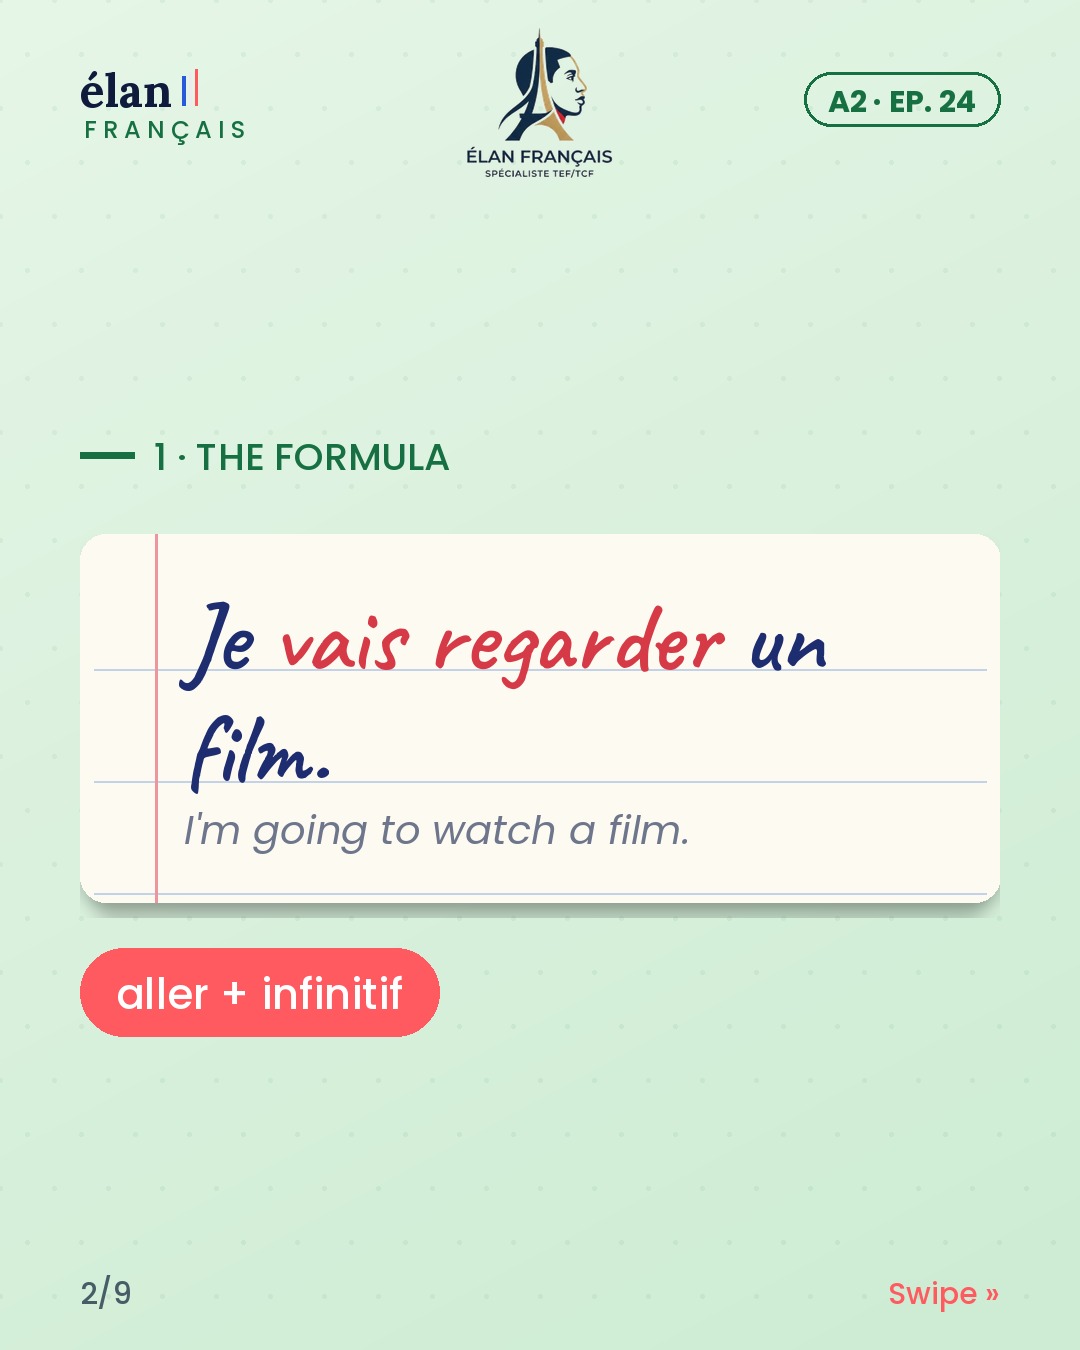 élan
FRANÇAIS
ÉLAN FRANÇAIS
SPÉCIALISTE TEF/TCF
A2 · EP. 24
1 · THE FORMULA
Je vais regarder un
film.
I'm going to watch a film.
aller + infinitif
2/9
Swipe »